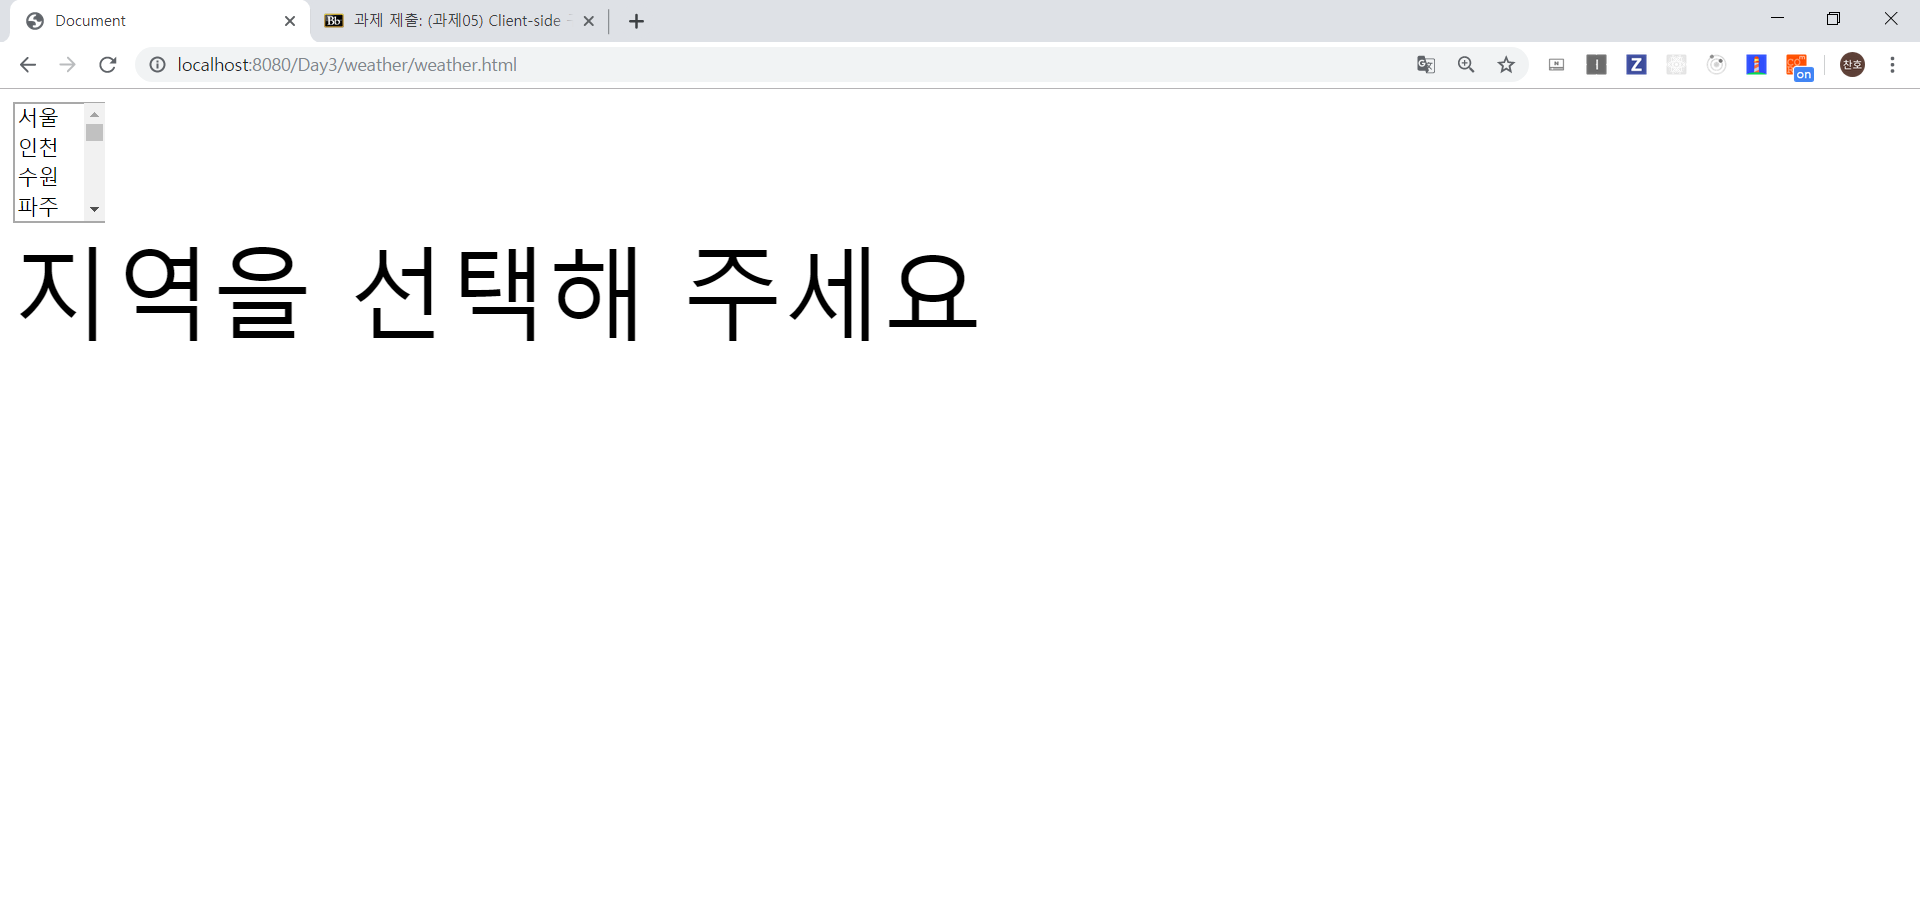 Document
Bb 과제 제출: (과제05) Client-side
localhost:8080/Day3/weather/weather.html
Z
on
찬호
서울
인천
수원
파주
지역을 선택해 주세요